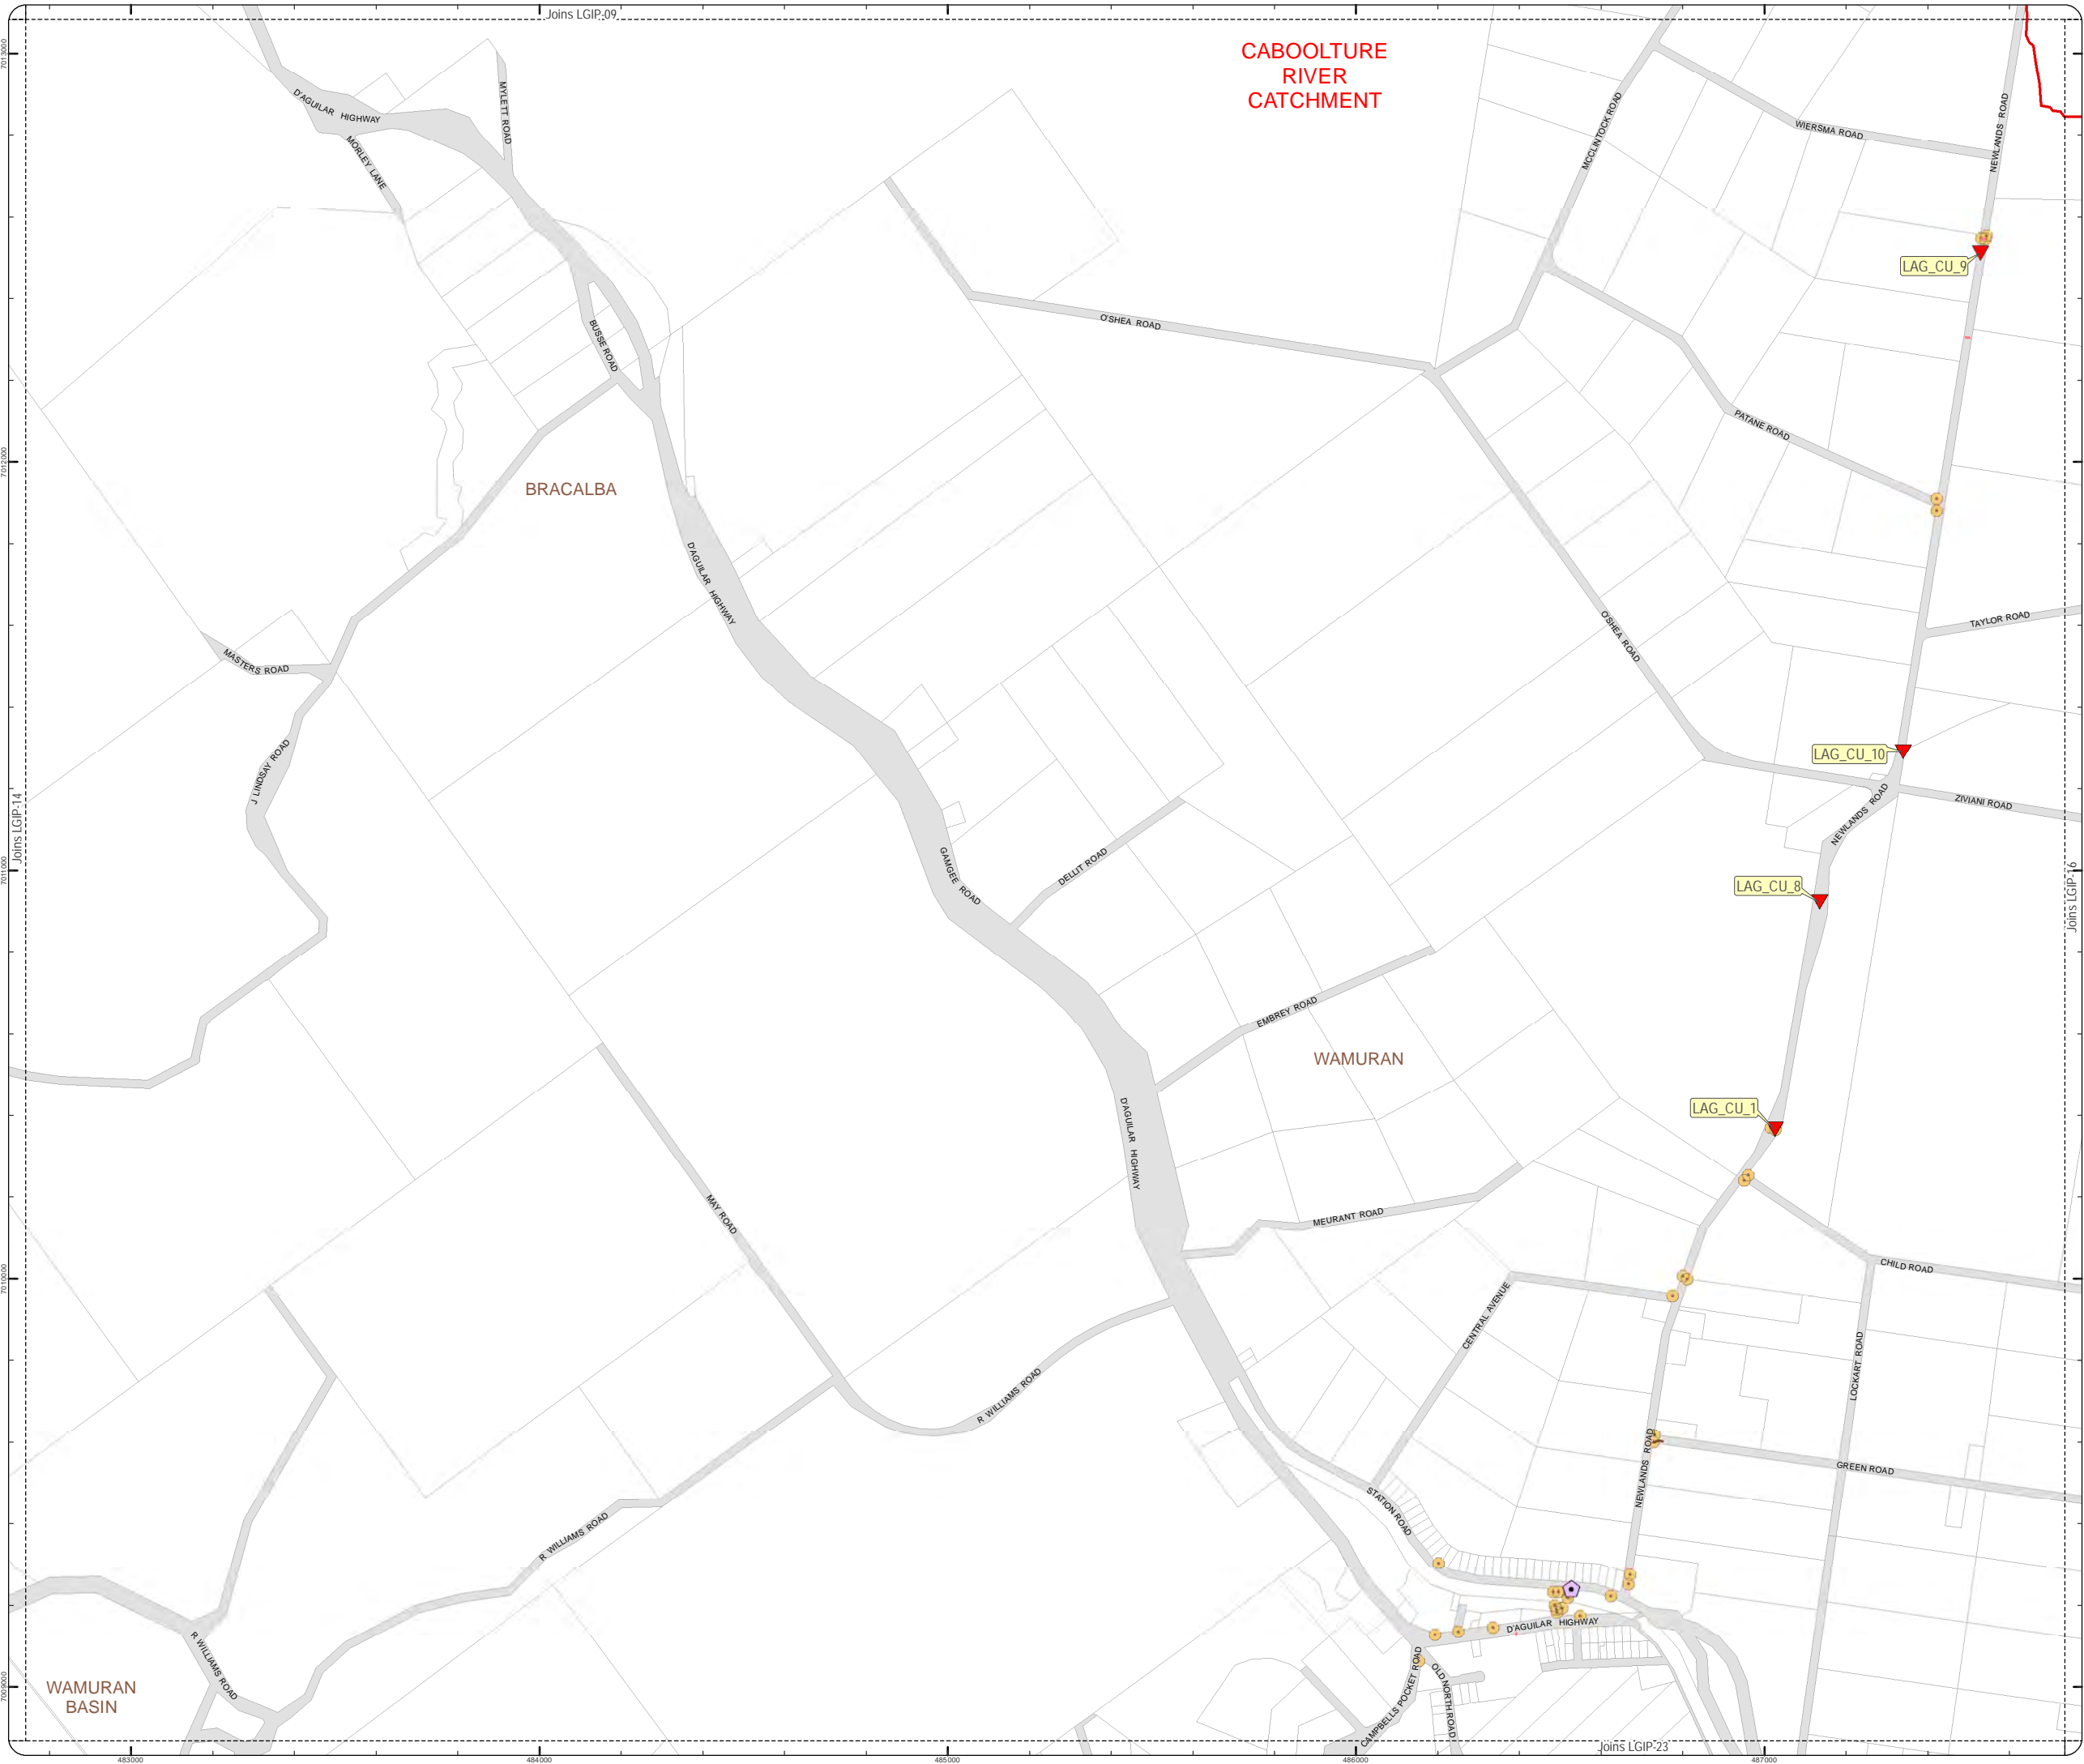 Joins LGIP-09
CABOOLTURE
RIVER
CATCHMENT
7013000
D'AGUILAR HIGHWAY
MYLETT ROAD
MORLEY LANE
MCCLINTOCK ROAD
WIERSMA ROAD
NEWLANDS ROAD
LAG_CU_9
BUSSE ROAD
O'SHEA ROAD
PATANE ROAD
7012000
BRACALBA
D'AGUILAR HIGHWAY
O'SHEA ROAD
TAYLOR ROAD
MASTERS ROAD
J LINDSAY ROAD
LAG_CU_10
ZIVIANI ROAD
NEWLANDS ROAD
Joins LGIP-14
7011000
GAMGEE ROAD
DELLIT ROAD
LAG_CU_8
Joins LGIP-16
EMBREY ROAD
WAMURAN
LAG_CU_1
D'AGUILAR HIGHWAY
MAY ROAD
MEURANT ROAD
7010000
CHILD ROAD
CENTRAL AVENUE
LOCKART ROAD
R WILLIAMS ROAD
NEWLANDS ROAD
GREEN ROAD
STATION ROAD
R WILLIAMS ROAD
D'AGUILAR HIGHWAY
R WILLIAMS ROAD
CAMPBELLS POCKET ROAD
OLD NORTH ROAD
7009000
WAMURAN
BASIN
Joins LGIP-23
483000
484000
485000
486000
487000